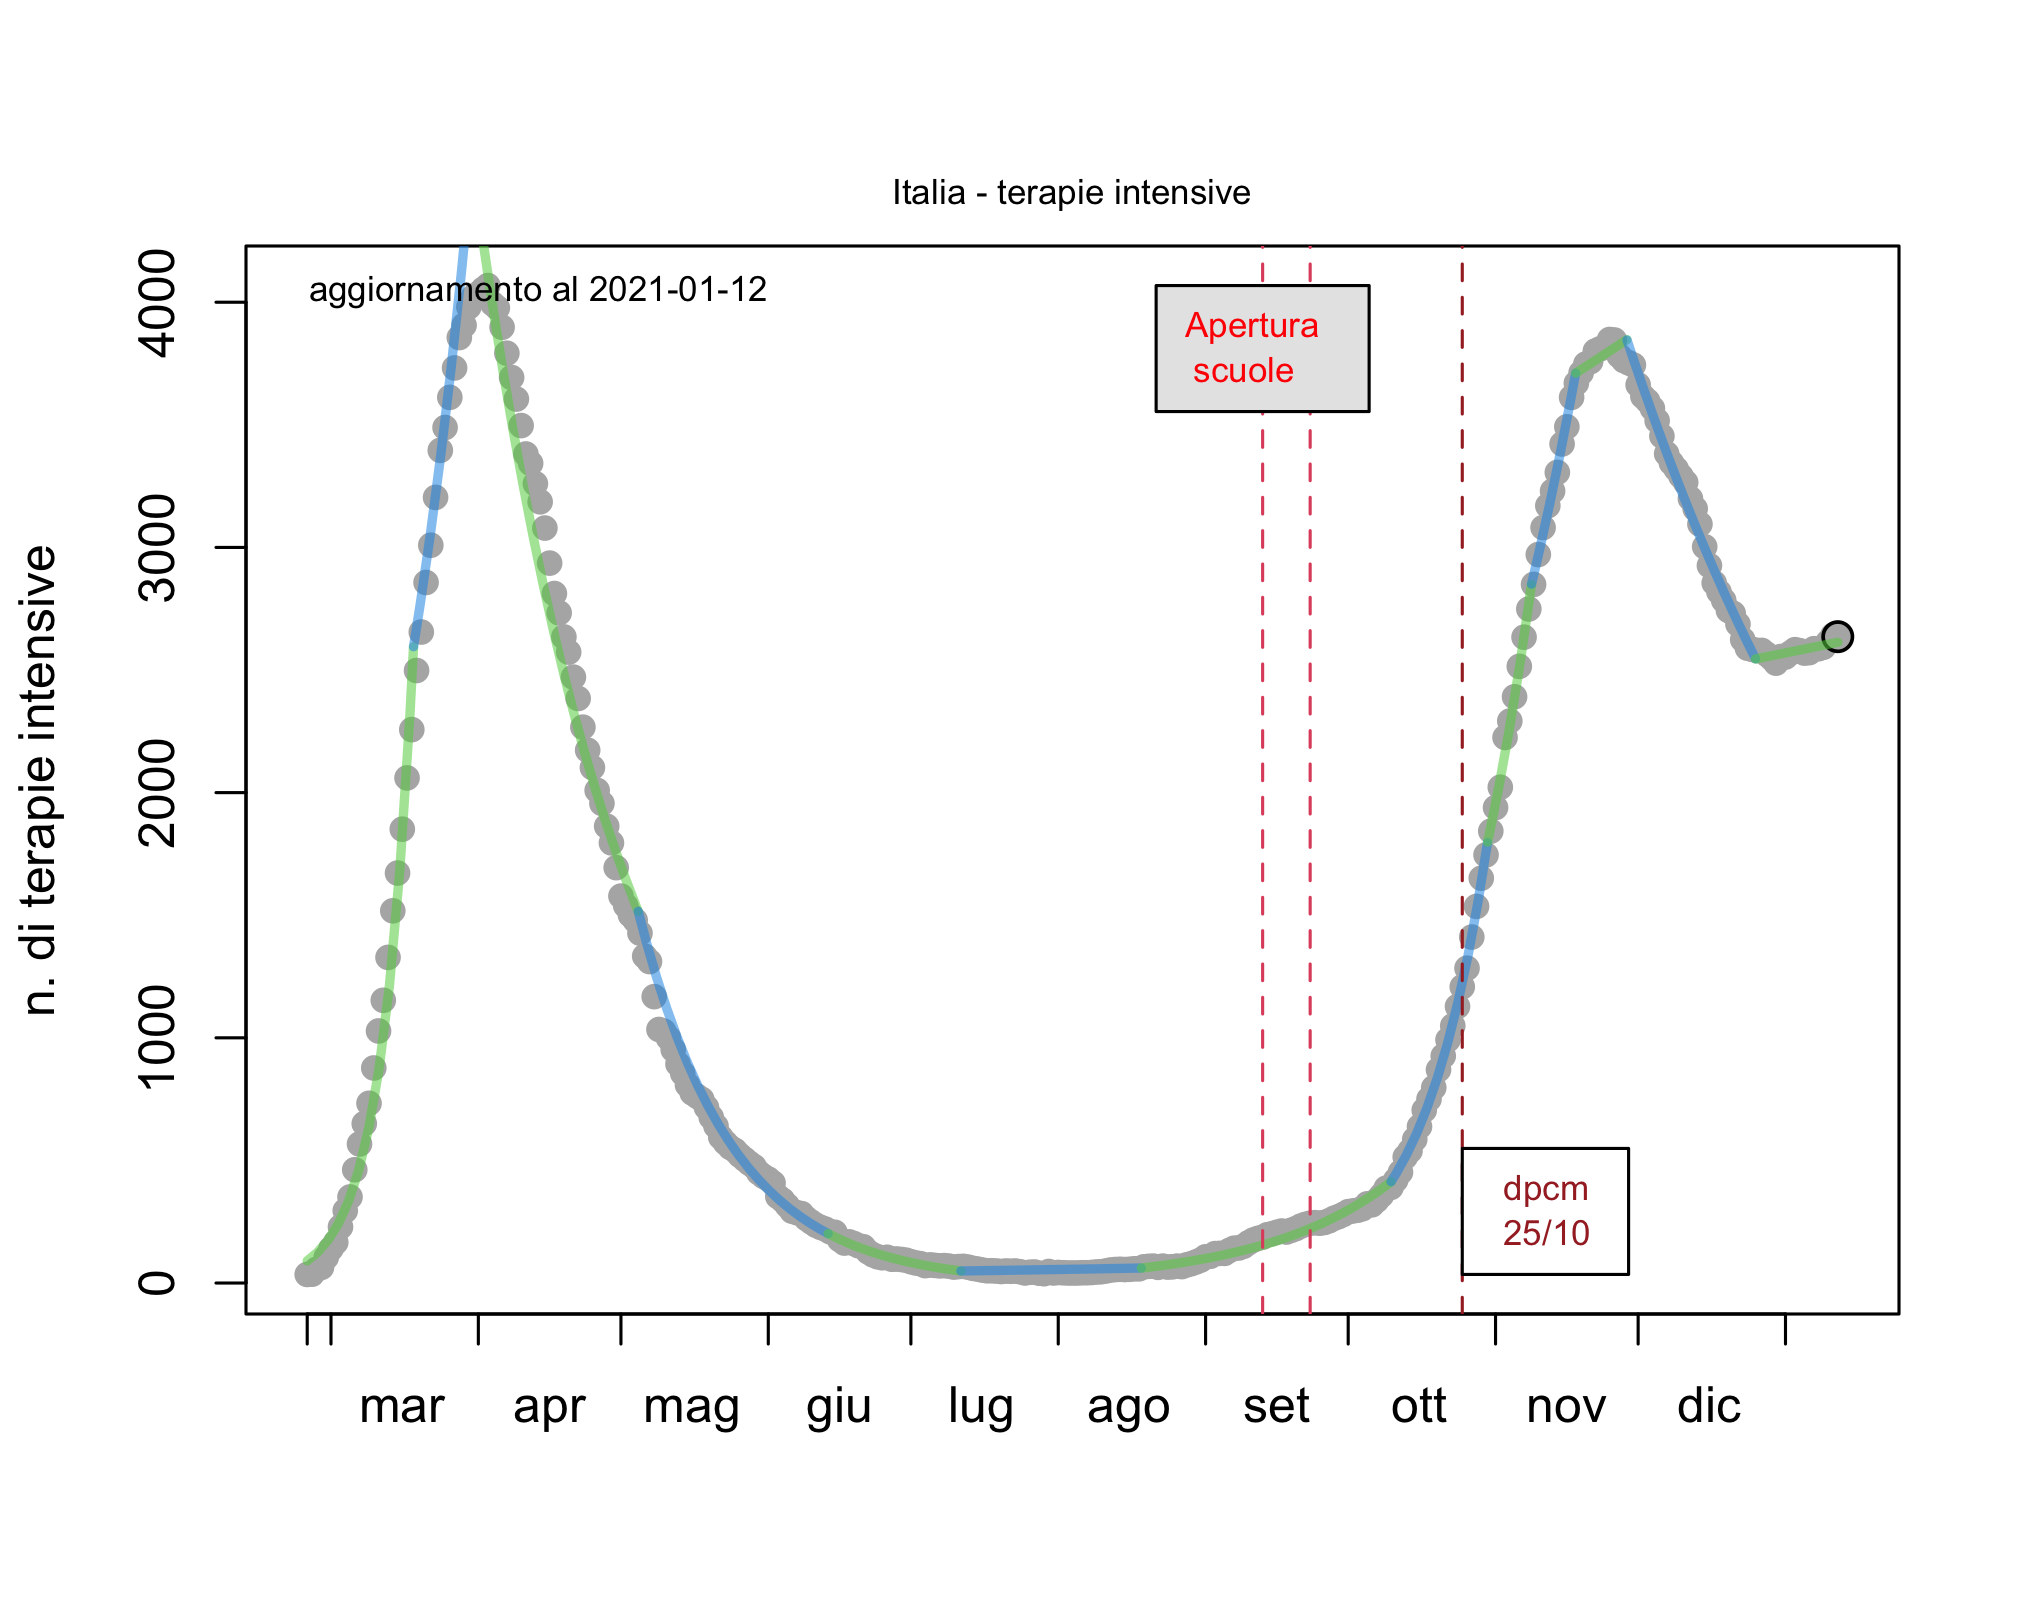 Italia - terapie intensive
aggiornamento al 2021-01-12
Apertura
scuole
dpcm
25/10
n. di terapie intensive
4000
3000
2000
1000
0
mar apr mag giu lug ago set ott nov dic